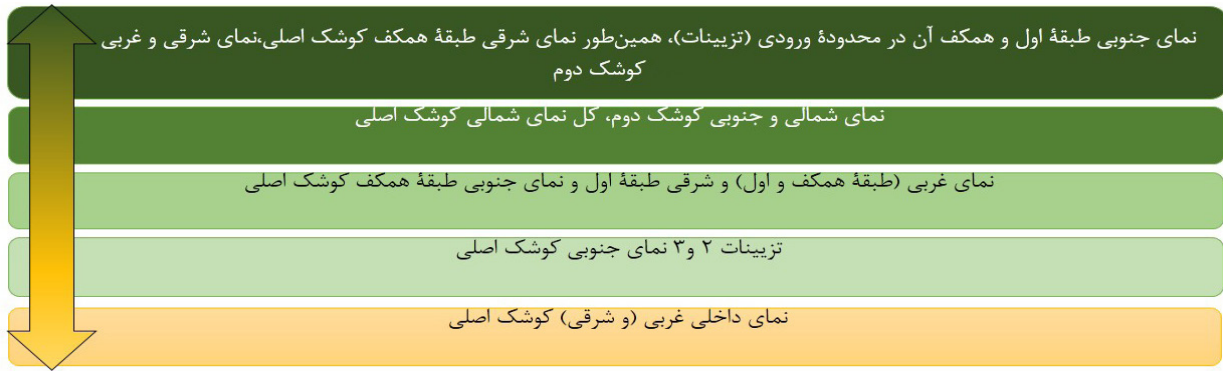 نمای جنوبی طبقهٔ اول و همکف آن در محدودهٔ ورودی (تزیینات)، همین‌طور نمای شرقی طبقهٔ همکف کوشک اصلی،نمای شرقی و غربی
کوشک دوم
نمای شمالی و جنوبی کوشک دوم، کل نمای شمالی کوشک اصلی
نمای غربی (طبقهٔ همکف و اول) و شرقی طبقهٔ اول و نمای جنوبی طبقهٔ همکف کوشک اصلی
تزیینات ۲ و۳ نمای جنوبی کوشک اصلی
نمای داخلی غربی (و شرقی) کوشک اصلی